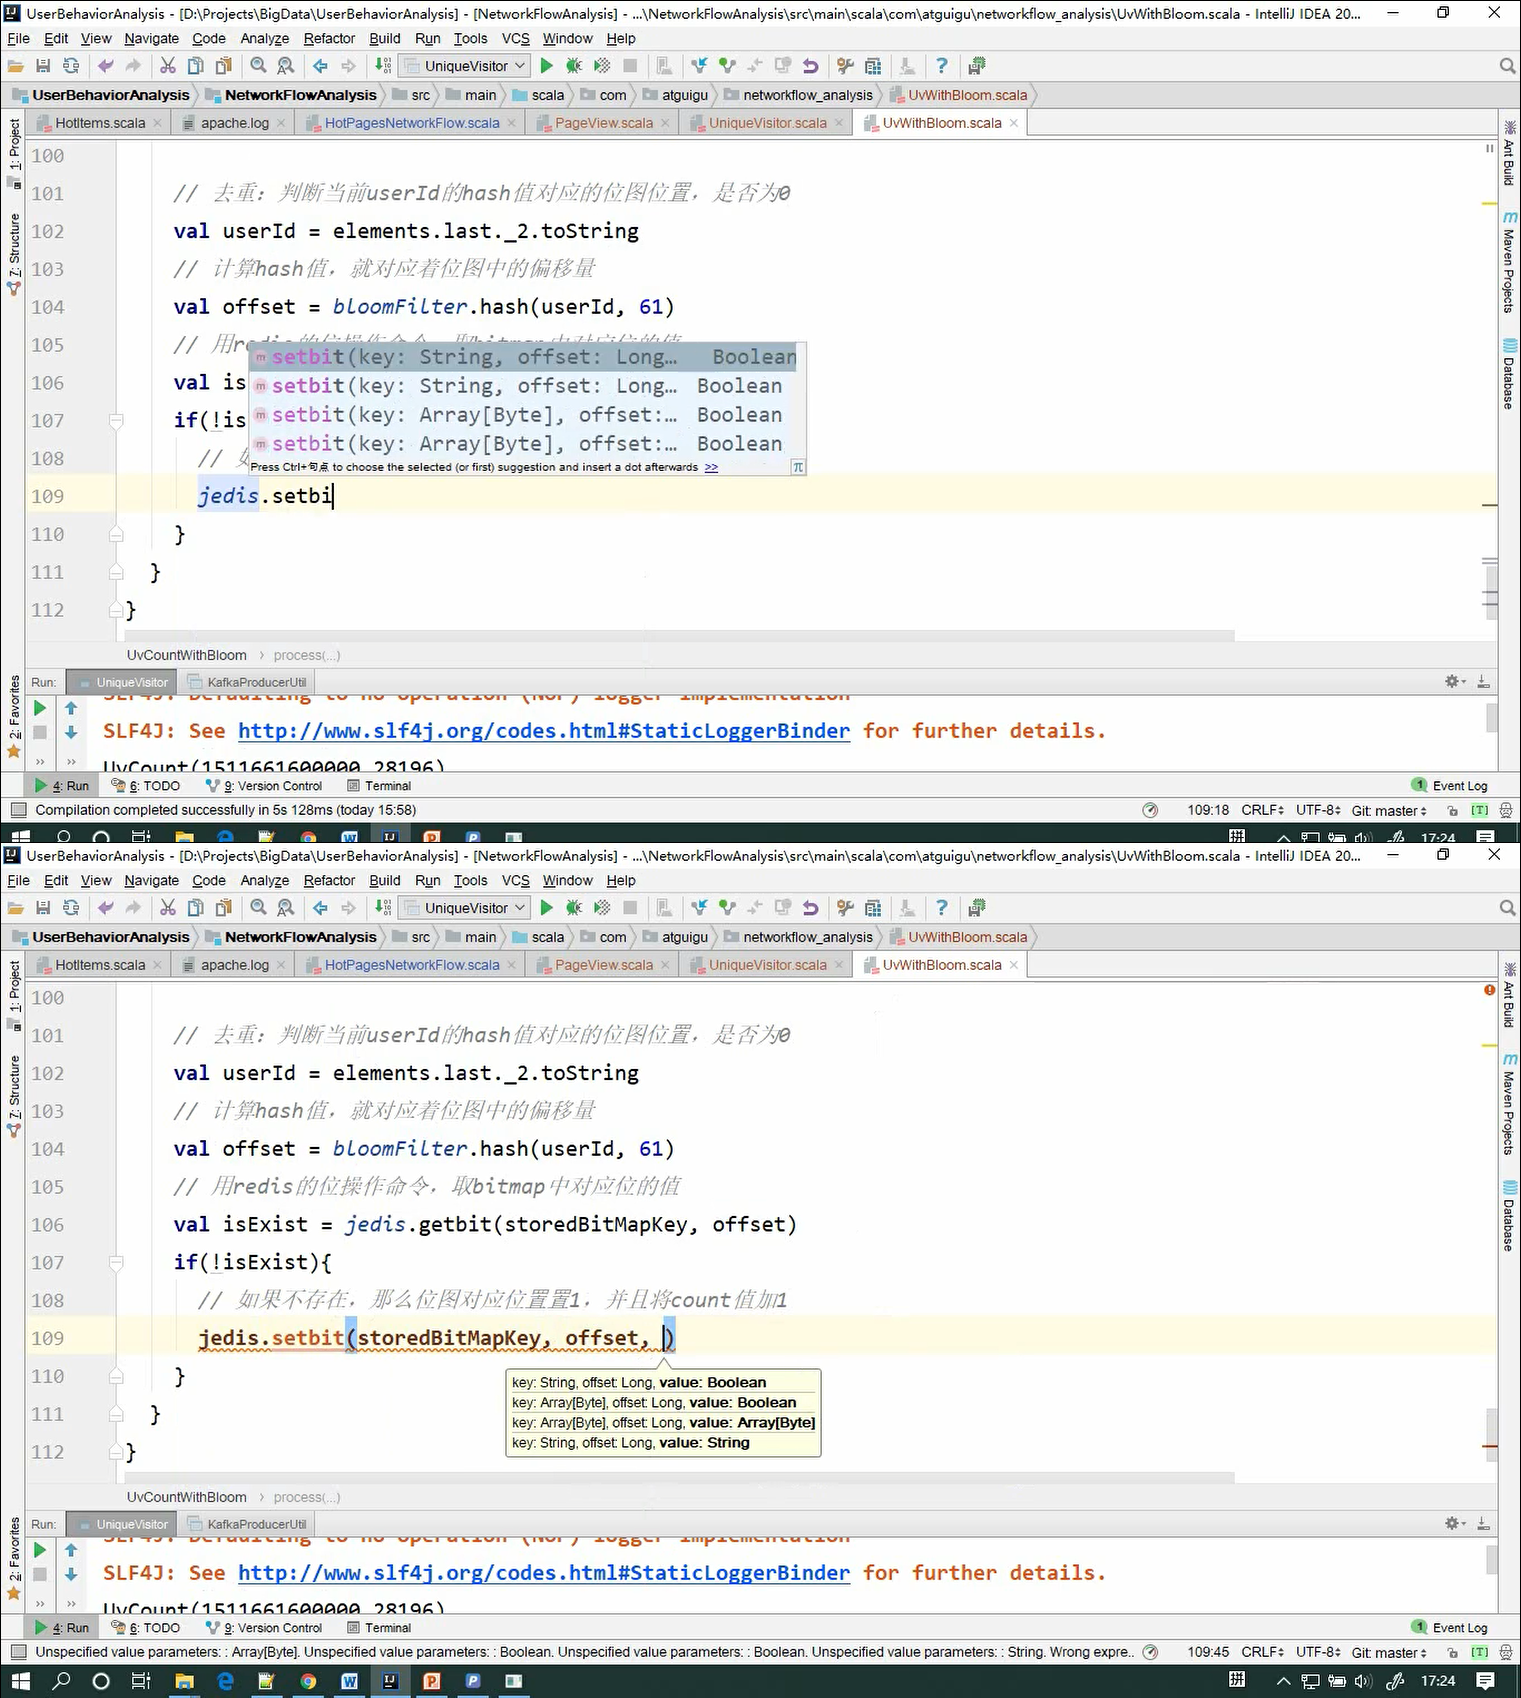 UserBehaviorAnalysis - [D:\Projects\BigData\UserBehaviorAnalysis] - [NetworkFlowAnalysis] - ...\NetworkFlowAnalysis\src\main\scala\com\atguigu\networkflow_analysis\UvWithBloom.scala - IntelliJ IDEA 20...
File Edit View Navigate Code Analyze Refactor Build Run Tools VCS Window Help
UniqueVisitor
UserBehaviorAnalysis NetworkFlowAnalysis src main scala com atguigu networkflow_analysis UvWithBloom.scala
HotItems.scala apache.log HotPagesNetworkFlow.scala PageView.scala UniqueVisitor.scala UvWithBloom.scala
1: Project
7: Structure
2: Favorites
Ant Build
Maven Projects
Database
100
101 // 去重：判断当前userId的hash值对应的位图位置，是否为0
102 val userId = elements.last._2.toString
103 // 计算hash值，就对应着位图中的偏移量
104 val offset = bloomFilter.hash(userId, 61)
105 // 用re
setbit(key: String, offset: Long… Boolean
106 val is
setbit(key: String, offset: Long… Boolean
107 if(!is
setbit(key: Array[Byte], offset:… Boolean
setbit(key: Array[Byte], offset:… Boolean
108 //
Press Ctrl+句点 to choose the selected (or first) suggestion and insert a dot afterwards >>
π
109 jedis.setbi
110 }
111 }
112 }
UvCountWithBloom › process(...)
Run: UniqueVisitor KafkaProducerUtil
SLF4J: Defaulting to no-operation (NOP) logger implementation
SLF4J: See http://www.slf4j.org/codes.html#StaticLoggerBinder for further details.
UvCount(1511661600000,28196)
4: Run 6: TODO 9: Version Control Terminal 1 Event Log
Compilation completed successfully in 5s 128ms (today 15:58) 109:18 CRLF UTF-8 Git: master
17:24
UserBehaviorAnalysis - [D:\Projects\BigData\UserBehaviorAnalysis] - [NetworkFlowAnalysis] - ...\NetworkFlowAnalysis\src\main\scala\com\atguigu\networkflow_analysis\UvWithBloom.scala - IntelliJ IDEA 20...
File Edit View Navigate Code Analyze Refactor Build Run Tools VCS Window Help
UniqueVisitor
UserBehaviorAnalysis NetworkFlowAnalysis src main scala com atguigu networkflow_analysis UvWithBloom.scala
HotItems.scala apache.log HotPagesNetworkFlow.scala PageView.scala UniqueVisitor.scala UvWithBloom.scala
1: Project
7: Structure
2: Favorites
Ant Build
Maven Projects
Database
100
101 // 去重：判断当前userId的hash值对应的位图位置，是否为0
102 val userId = elements.last._2.toString
103 // 计算hash值，就对应着位图中的偏移量
104 val offset = bloomFilter.hash(userId, 61)
105 // 用redis的位操作命令，取bitmap中对应位的值
106 val isExist = jedis.getbit(storedBitMapKey, offset)
107 if(!isExist){
108 // 如果不存在，那么位图对应位置置1，并且将count值加1
109 jedis.setbit(storedBitMapKey, offset, )
key: String, offset: Long, value: Boolean
key: Array[Byte], offset: Long, value: Boolean
key: Array[Byte], offset: Long, value: Array[Byte]
key: String, offset: Long, value: String
110 }
111 }
112 }
UvCountWithBloom › process(...)
Run: UniqueVisitor KafkaProducerUtil
SLF4J: Defaulting to no-operation (NOP) logger implementation
SLF4J: See http://www.slf4j.org/codes.html#StaticLoggerBinder for further details.
UvCount(1511661600000,28196)
4: Run 6: TODO 9: Version Control Terminal 1 Event Log
Unspecified value parameters: : Array[Byte]. Unspecified value parameters: : Boolean. Unspecified value parameters: : Boolean. Unspecified value parameters: : String. Wrong expre.. 109:45 CRLF UTF-8 Git: master
17:24